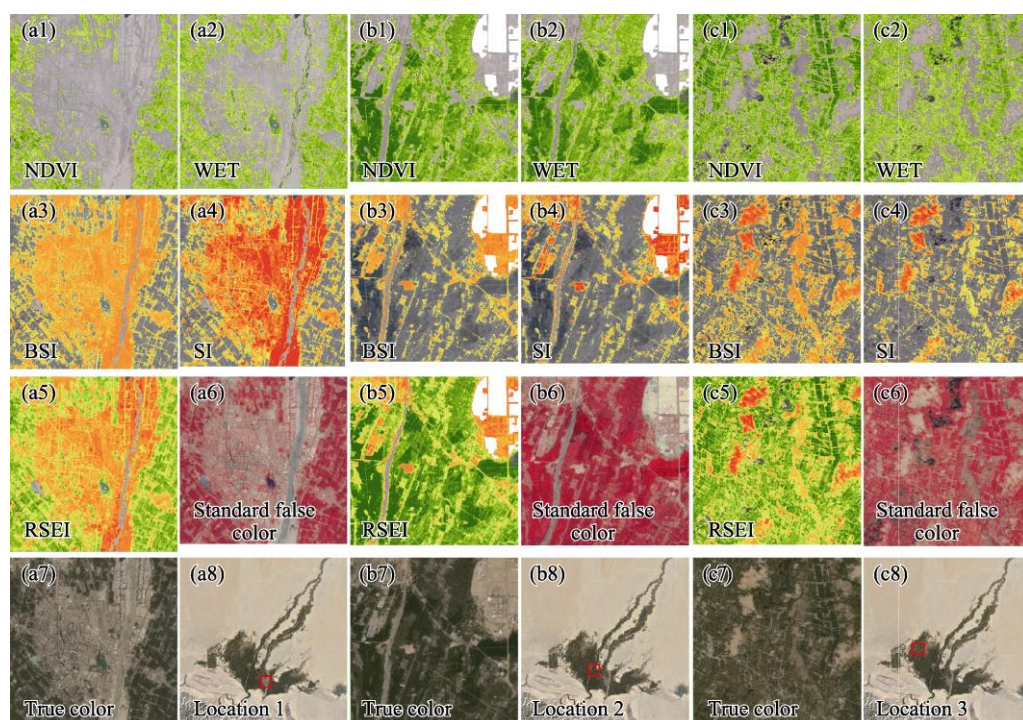 (a1) (a2) (b1) (b2) (c1) (c2)
NDVI WET NDVI WET NDVI WET
(a3) (a4) (b3) (b4) (c3) (c4)
BSI SI BSI SI BSI SI
(a5) (a6) (b5) (b6) (c5) (c6)
RSEI Standard false color RSEI Standard false color RSEI Standard false color
(a7) (a8) (b7) (b8) (c7) (c8)
True color Location 1 True color Location 2 True color Location 3